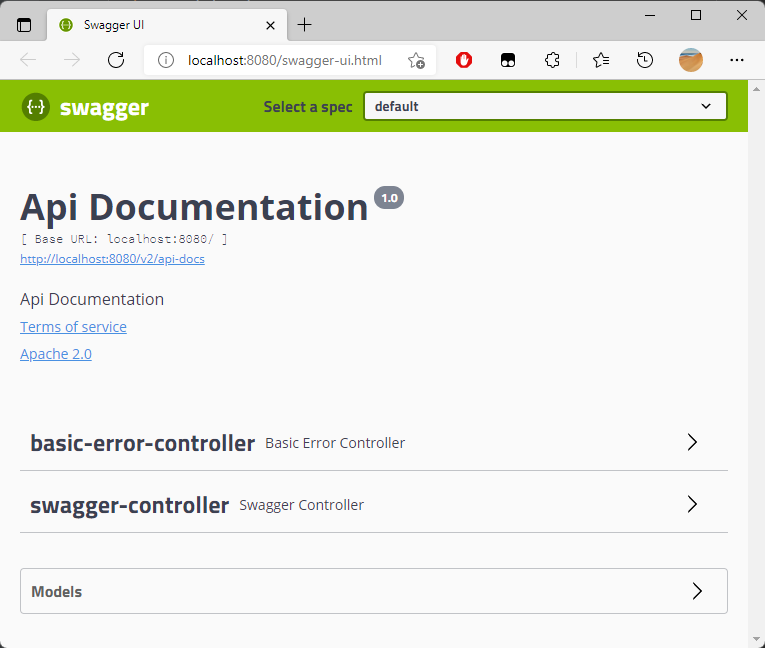 Swagger UI
localhost:8080/swagger-ui.html
{···} swagger Select a spec default
Api Documentation 1.0
[ Base URL: localhost:8080/ ]
http://localhost:8080/v2/api-docs
Api Documentation
Terms of service
Apache 2.0
basic-error-controller Basic Error Controller
swagger-controller Swagger Controller
Models